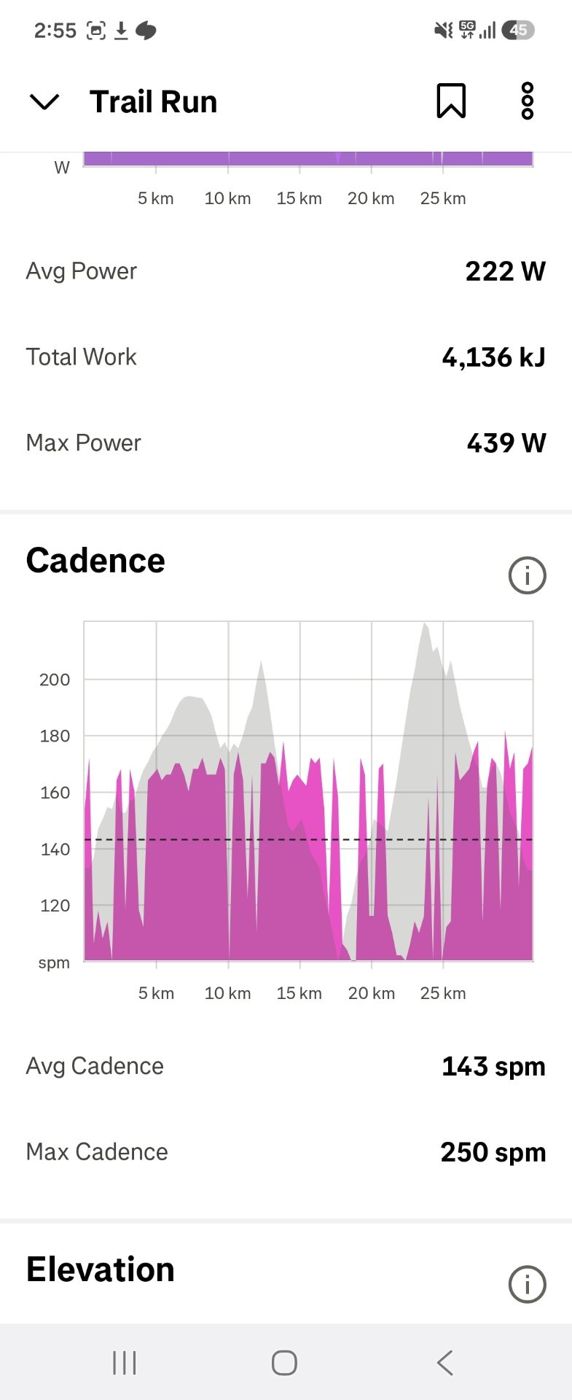 2:55 5G 45
Trail Run
W
5 km 10 km 15 km 20 km 25 km
Avg Power 222 W
Total Work 4,136 kJ
Max Power 439 W
Cadence
200
180
160
140
120
spm
5 km 10 km 15 km 20 km 25 km
Avg Cadence 143 spm
Max Cadence 250 spm
Elevation